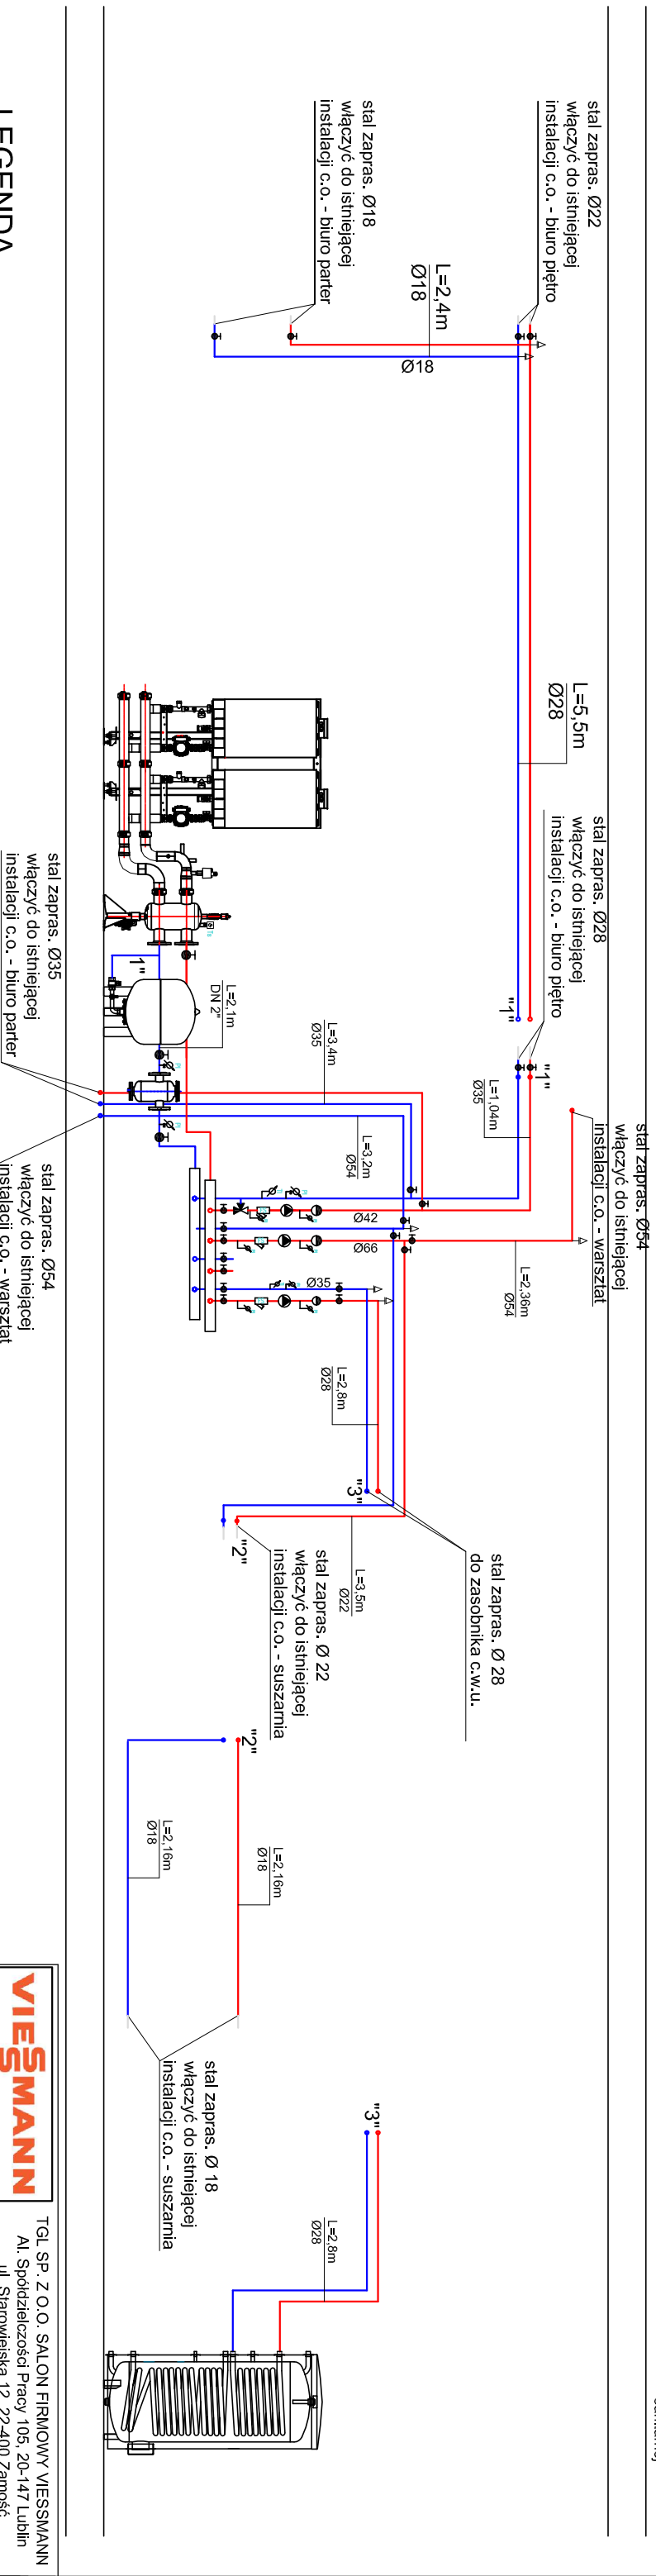 stal zapras. Ø22
włączyć do istniejącej
instalacji c.o. - biuro piętro
stal zapras. Ø18
włączyć do istniejącej
instalacji c.o. - biuro parter
L=2,4m
Ø18
Ø18
LEGENDA
L=5,5m
Ø28
stal zapras. Ø28
włączyć do istniejącej
instalacji c.o. - biuro piętro
"1"
"1"
L=1,04m
Ø35
stal zapras. Ø54
włączyć do istniejącej
instalacji c.o. - warsztat
L=2,36m
Ø54
1"
L=2,1m
DN 2"
L=3,4m
Ø35
L=3,2m
Ø54
Ø42
Ø66
Ø35
stal zapras. Ø35
włączyć do istniejącej
instalacji c.o. - biuro parter
stal zapras. Ø54
włączyć do istniejącej
instalacji c.o. - warsztat
L=2,8m
Ø28
"3"
stal zapras. Ø 28
do zasobnika c.w.u.
L=3,5m
Ø22
"2"
stal zapras. Ø 22
włączyć do istniejącej
instalacji c.o. - suszarnia
"2"
L=2,16m
Ø18
L=2,16m
Ø18
stal zapras. Ø 18
włączyć do istniejącej
instalacji c.o. - suszarnia
"3"
L=2,8m
Ø28
VIESSMANN
TGL SP. Z O.O. SALON FIRMOWY VIESSMANN
Al. Spółdzielczości Pracy 105, 20-147 Lublin
ul. Starowiejska 12, 22-400 Zamość